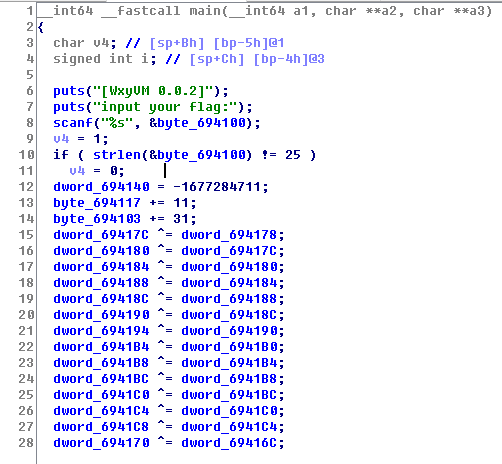 1 __int64 __fastcall main(__int64 a1, char **a2, char **a3)
2 {
3 char v4; // [sp+Bh] [bp-5h]@1
4 signed int i; // [sp+Ch] [bp-4h]@3
5
6 puts("[WxyVM 0.0.2]");
7 puts("input your flag:");
8 scanf("%s", &byte_694100);
9 v4 = 1;
10 if ( strlen(&byte_694100) != 25 )
11 v4 = 0;
12 dword_694140 = -1677284711;
13 byte_694117 += 11;
14 byte_694103 += 31;
15 dword_69417C ^= dword_694178;
16 dword_694180 ^= dword_69417C;
17 dword_694184 ^= dword_694180;
18 dword_694188 ^= dword_694184;
19 dword_69418C ^= dword_694188;
20 dword_694190 ^= dword_69418C;
21 dword_694194 ^= dword_694190;
22 dword_6941B4 ^= dword_6941B0;
23 dword_6941B8 ^= dword_6941B4;
24 dword_6941BC ^= dword_6941B8;
25 dword_6941C0 ^= dword_6941BC;
26 dword_6941C4 ^= dword_6941C0;
27 dword_6941C8 ^= dword_6941C4;
28 dword_694170 ^= dword_69416C;